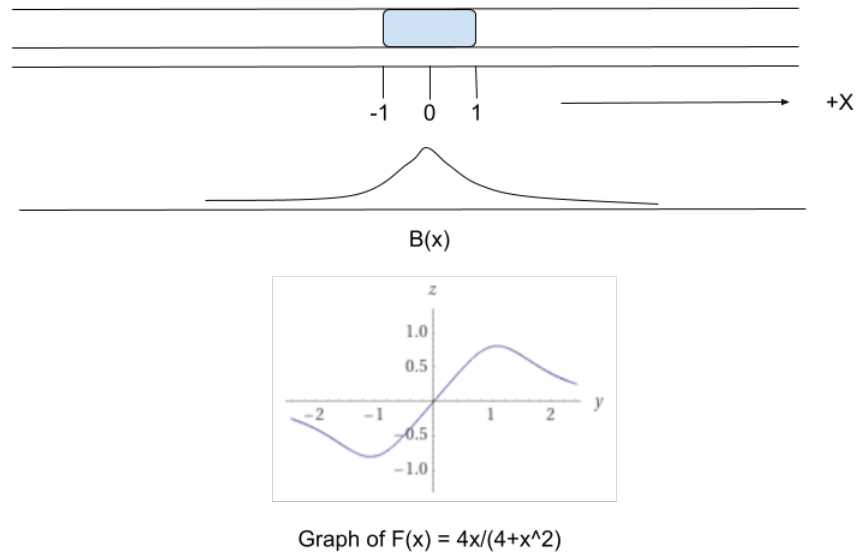 -1 0 1
+X
B(x)
z
1.0
0.5
-2 -1 1 2 y
-0.5
-1.0
Graph of F(x) = 4x/(4+x^2)